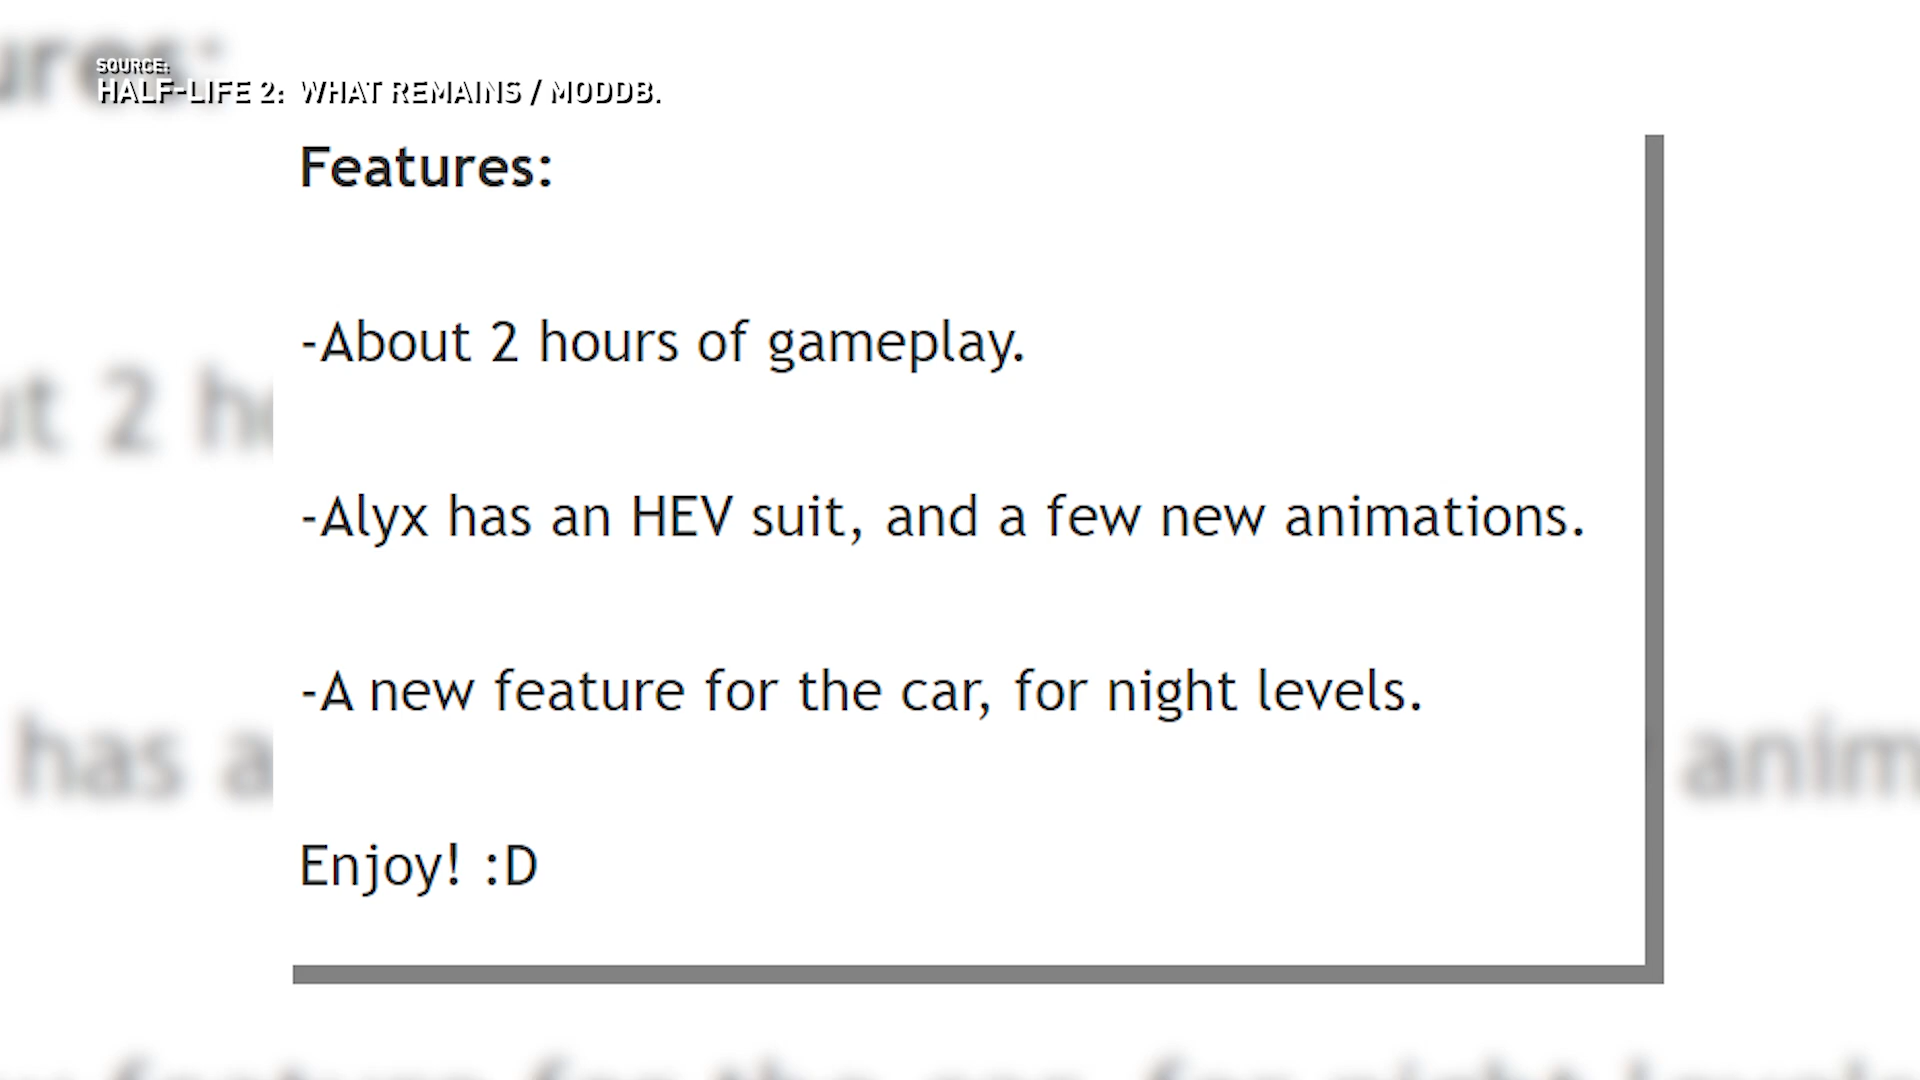 SOURCE:
HALF-LIFE 2: WHAT REMAINS / MODDB.
Features:
-About 2 hours of gameplay.
-Alyx has an HEV suit, and a few new animations.
-A new feature for the car, for night levels.
Enjoy! :D